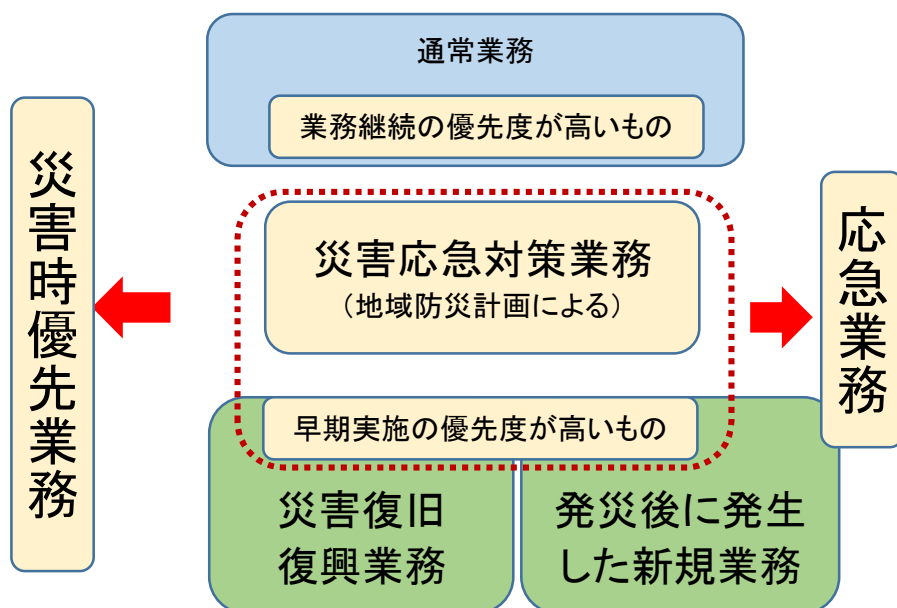 通常業務
業務継続の優先度が高いもの
災害時優先業務
災害応急対策業務
（地域防災計画による）
応急業務
早期実施の優先度が高いもの
災害復旧
復興業務
発災後に発生
した新規業務